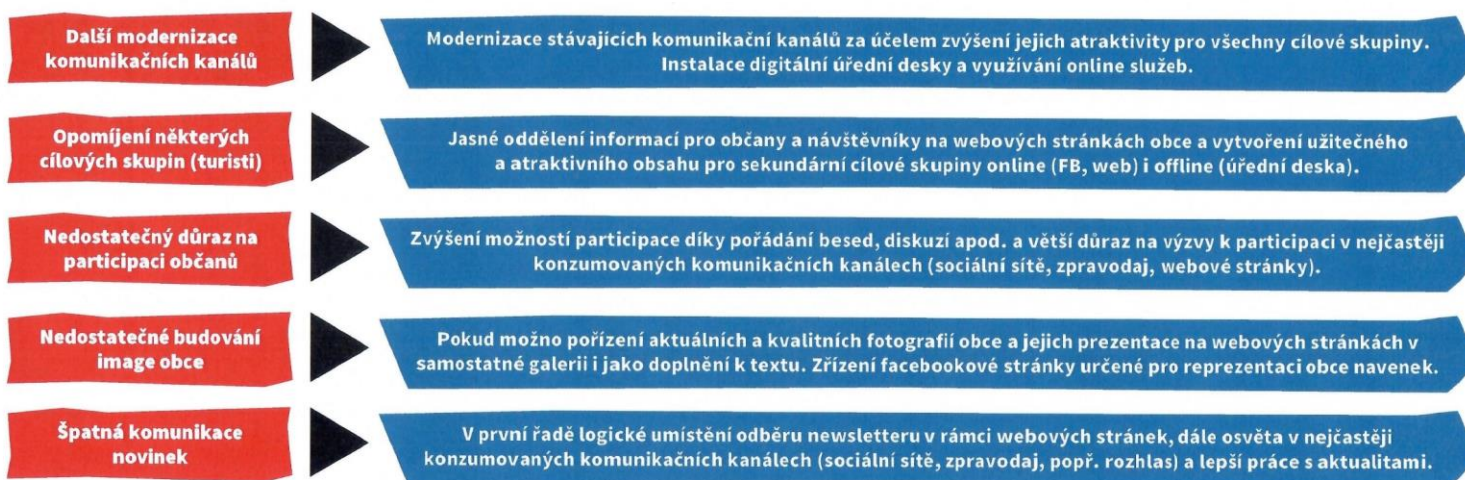 Další modernizace
komunikačních kanálů
Modernizace stávajících komunikační kanálů za účelem zvýšení jejich atraktivity pro všechny cílové skupiny.
Instalace digitální úřední desky a využívání online služeb.
Opomíjení některých
cílových skupin (turisti)
Jasné oddělení informací pro občany a návštěvníky na webových stránkách obce a vytvoření užitečného
a atraktivního obsahu pro sekundární cílové skupiny online (FB, web) i offline (úřední deska).
Nedostatečný důraz na
participaci občanů
Zvýšení možností participace díky pořádání besed, diskuzí apod. a větší důraz na výzvy k participaci v nejčastěji
konzumovaných komunikačních kanálech (sociální sítě, zpravodaj, webové stránky).
Nedostatečné budování
image obce
Pokud možno pořízení aktuálních a kvalitních fotografií obce a jejich prezentace na webových stránkách v
samostatné galerii i jako doplnění k textu. Zřízení facebookové stránky určené pro reprezentaci obce navenek.
Špatná komunikace
novinek
V první řadě logické umístění odběru newsletteru v rámci webových stránek, dále osvěta v nejčastěji
konzumovaných komunikačních kanálech (sociální sítě, zpravodaj, popř. rozhlas) a lepší práce s aktualitami.